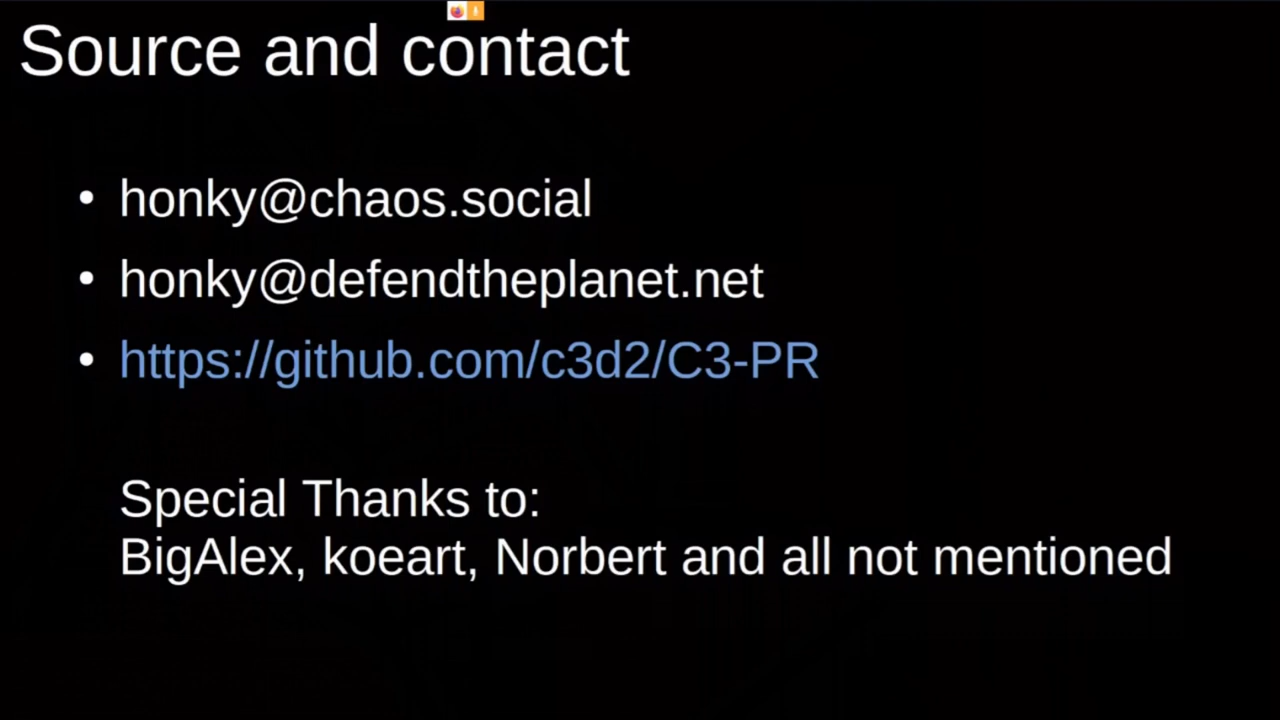 Source and contact
• honky@chaos.social
• honky@defendtheplanet.net
• https://github.com/c3d2/C3-PR
Special Thanks to:
BigAlex, koeart, Norbert and all not mentioned